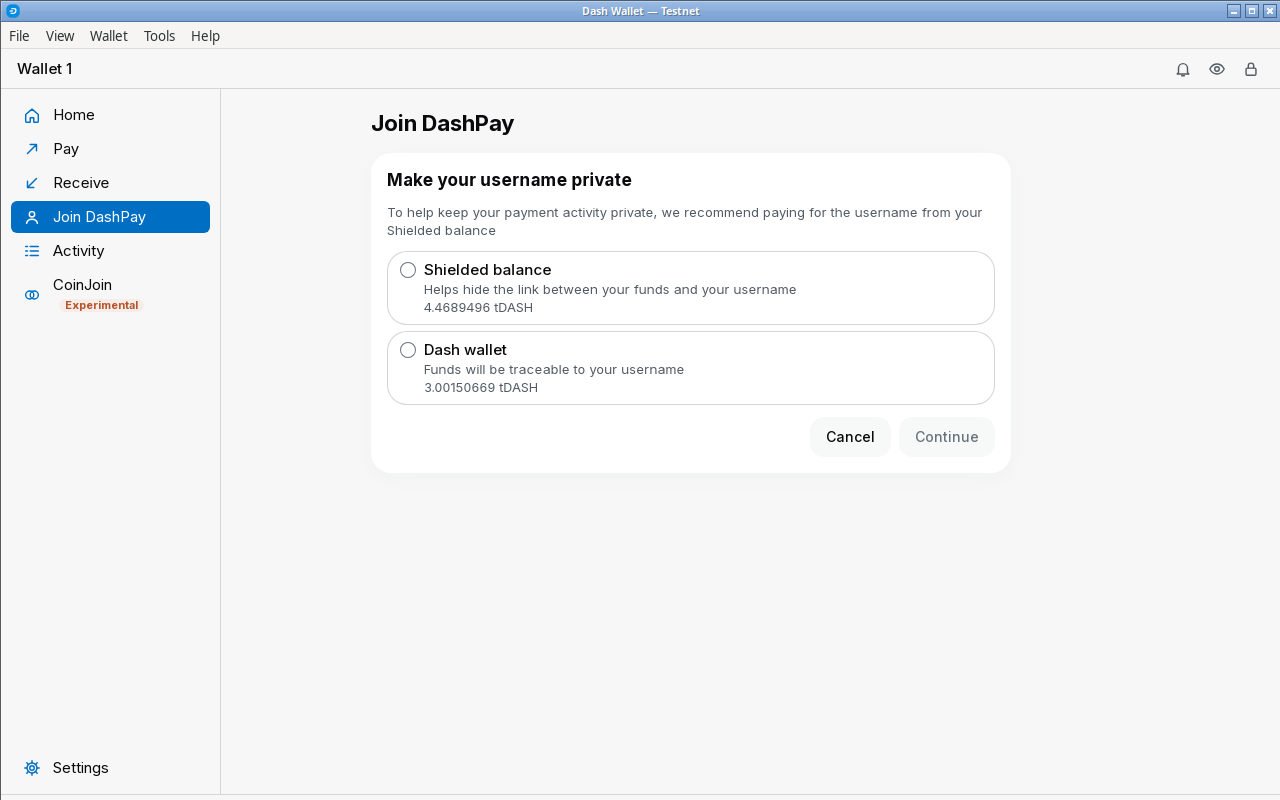 Dash Wallet — Testnet
File View Wallet Tools Help
Wallet 1
Home
Pay
Receive
Join DashPay
Activity
CoinJoin
Experimental
Settings
Join DashPay
Make your username private
To help keep your payment activity private, we recommend paying for the username from your
Shielded balance
Shielded balance
Helps hide the link between your funds and your username
4.4689496 tDASH
Dash wallet
Funds will be traceable to your username
3.00150669 tDASH
Cancel Continue